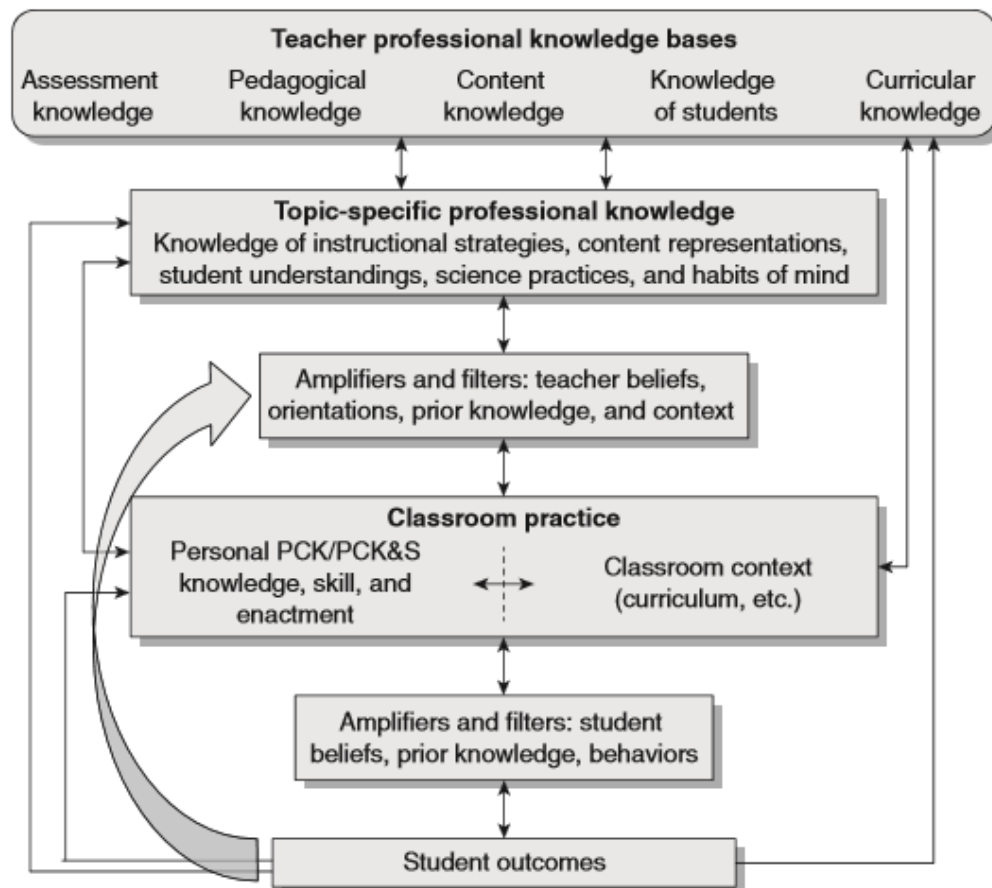 Teacher professional knowledge bases
Assessment knowledge
Pedagogical knowledge
Content knowledge
Knowledge of students
Curricular knowledge
Topic-specific professional knowledge
Knowledge of instructional strategies, content representations,
student understandings, science practices, and habits of mind
Amplifiers and filters: teacher beliefs,
orientations, prior knowledge, and context
Classroom practice
Personal PCK/PCK&S
knowledge, skill, and
enactment
Classroom context
(curriculum, etc.)
Amplifiers and filters: student
beliefs, prior knowledge, behaviors
Student outcomes